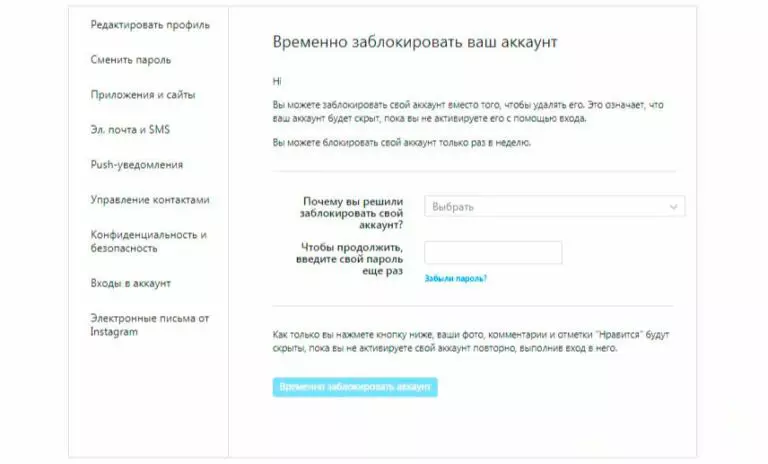 Редактировать профиль
Сменить пароль
Приложения и сайты
Эл. почта и SMS
Push-уведомления
Управление контактами
Конфиденциальность и
безопасность
Входы в аккаунт
Электронные письма от
Instagram
Временно заблокировать ваш аккаунт
Hi
Вы можете заблокировать свой аккаунт вместо того, чтобы удалять его. Это означает, что
ваш аккаунт будет скрыт, пока вы не активируете его с помощью входа.
Вы можете блокировать свой аккаунт только раз в неделю.
Почему вы решили
заблокировать свой
аккаунт?
Выбрать
Чтобы продолжить,
введите свой пароль
еще раз
Забыли пароль?
Как только вы нажмете кнопку ниже, ваши фото, комментарии и отметки "Нравится" будут
скрыты, пока вы не активируете свой аккаунт повторно, выполнив вход в него.
Временно заблокировать аккаунт